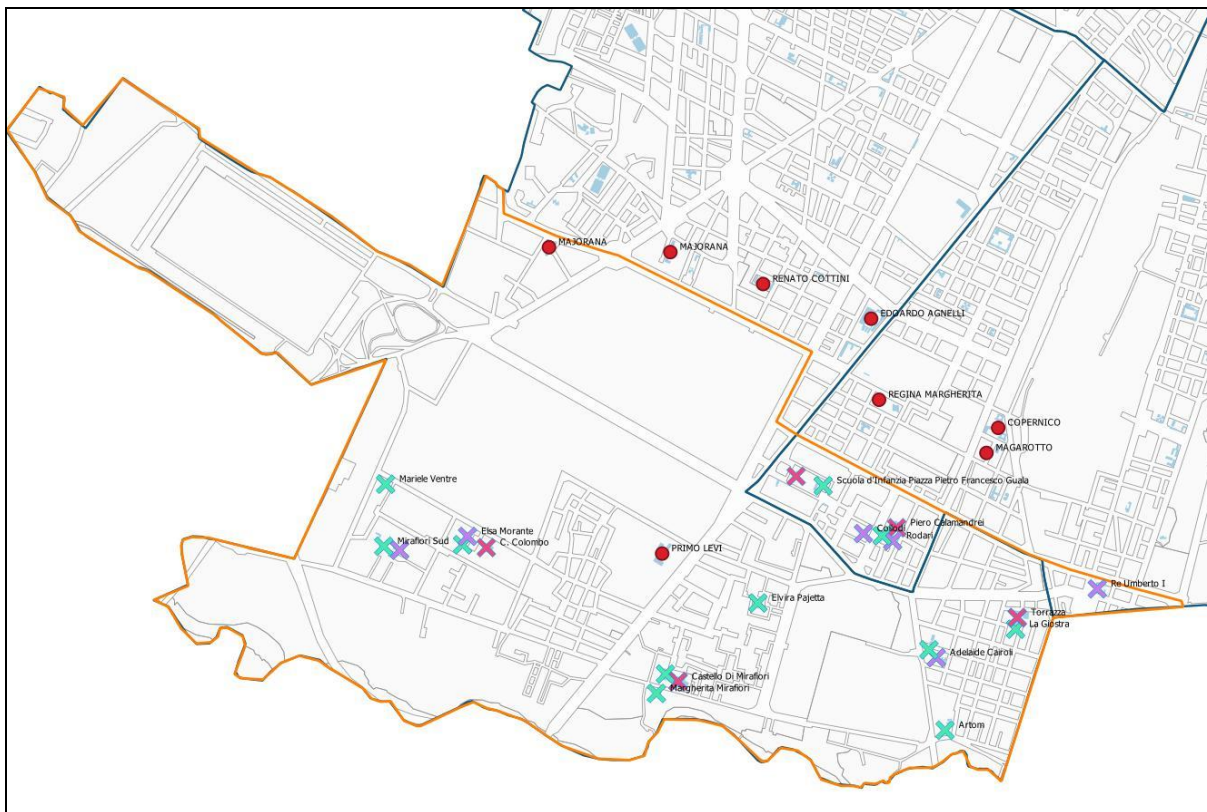 MAJORANA
MAJORANA
RENATO COTTINI
EDOARDO AGNELLI
REGINA MARGHERITA
COPERNICO
MAGAROTTO
Mariele Ventre
Scuola d'Infanzia Piazza Pietro Francesco Guala
Elsa Morante
Collodi
Piero Calamandrei
Mirafiori Sud
C. Colombo
Rodari
PRIMO LEVI
Re Umberto I
Elvira Pajetta
Torrazza
La Giostra
Adelaide Cairoli
Castello Di Mirafiori
Margherita Mirafiori
Artom